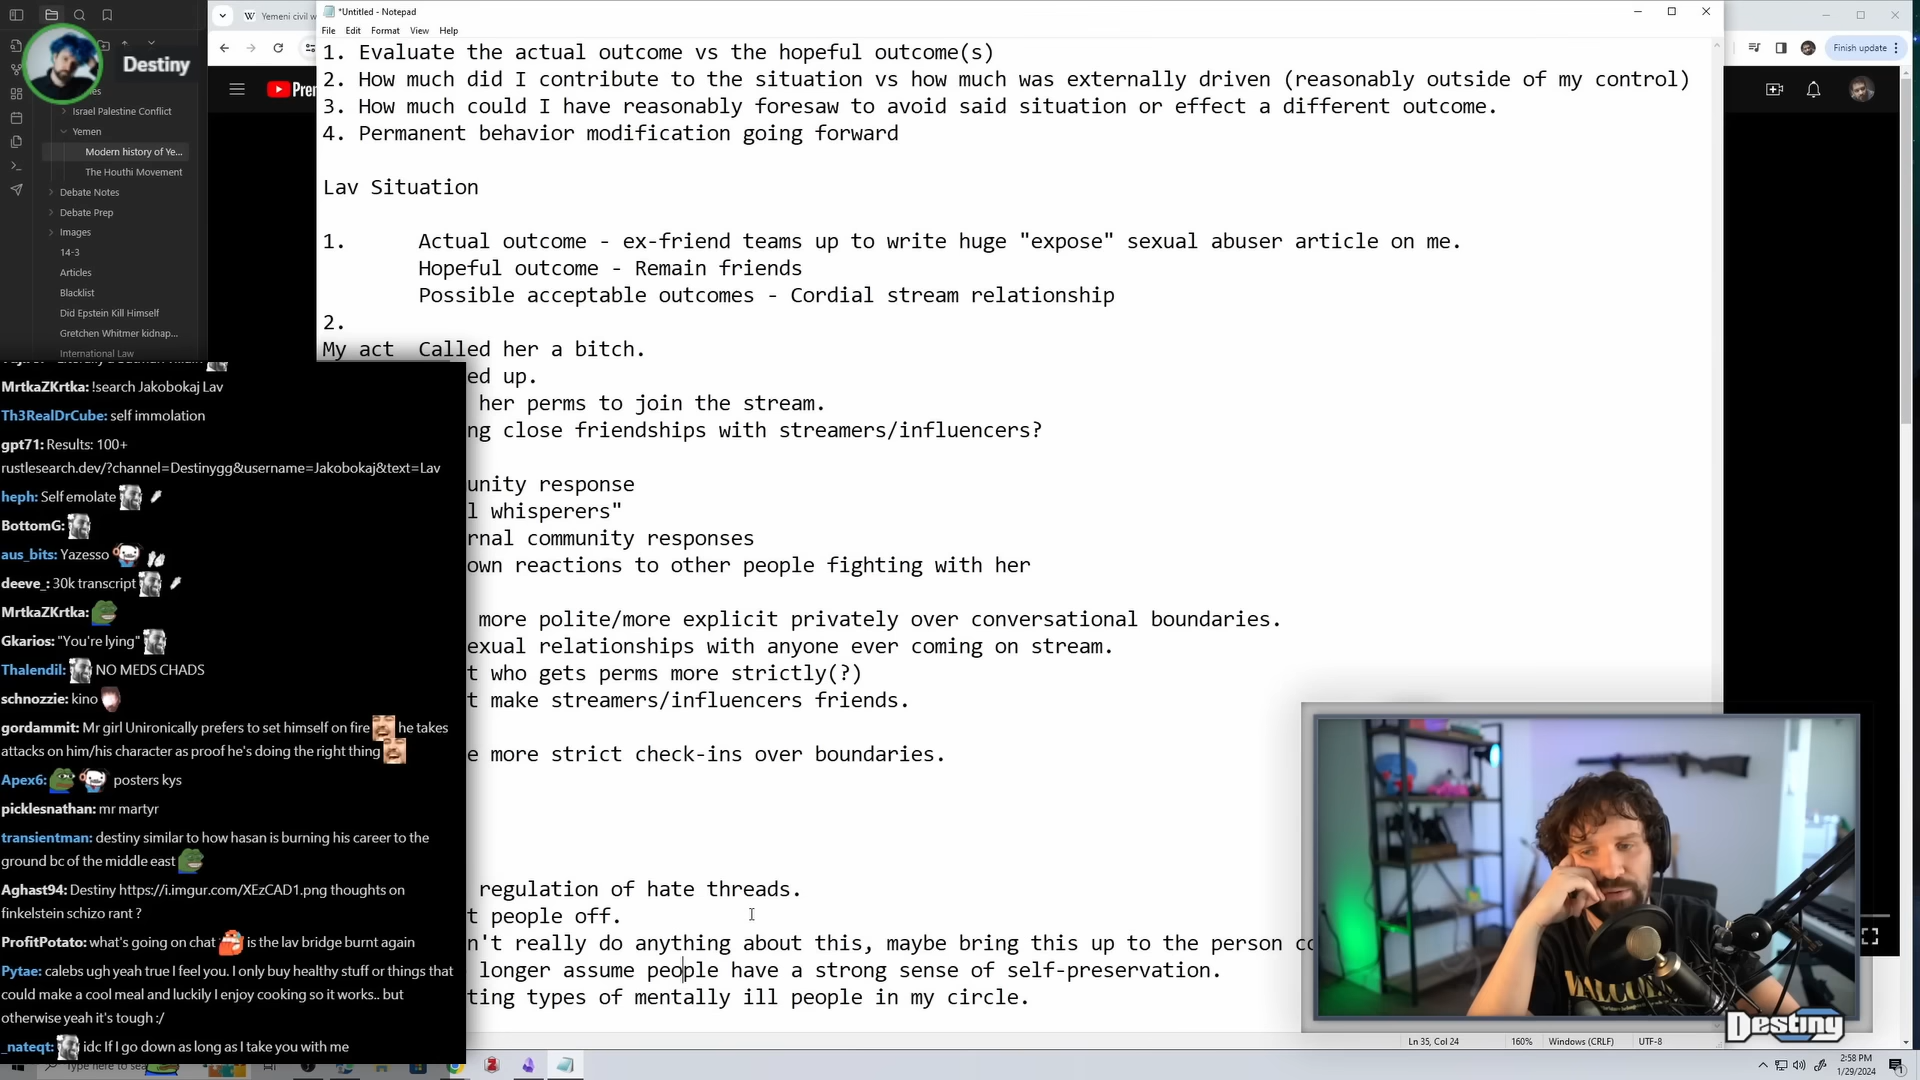 Destiny
Israel Palestine Conflict
Yemen
Modern history of Ye...
The Houthi Movement
Debate Notes
Debate Prep
Images
14-3
Articles
Blacklist
Did Epstein Kill Himself
Gretchen Whitmer kidnap...
International Law
Yemeni civil w
Finish update
*Untitled - Notepad
File Edit Format View Help
1. Evaluate the actual outcome vs the hopeful outcome(s)
2. How much did I contribute to the situation vs how much was externally driven (reasonably outside of my control)
3. How much could I have reasonably foresaw to avoid said situation or effect a different outcome.
4. Permanent behavior modification going forward
Lav Situation
1. Actual outcome - ex-friend teams up to write huge "expose" sexual abuser article on me.
Hopeful outcome - Remain friends
Possible acceptable outcomes - Cordial stream relationship
2.
My act Called her a bitch.
ed up.
her perms to join the stream.
ng close friendships with streamers/influencers?
unity response
l whisperers"
rnal community responses
own reactions to other people fighting with her
more polite/more explicit privately over conversational boundaries.
exual relationships with anyone ever coming on stream.
t who gets perms more strictly(?)
t make streamers/influencers friends.
e more strict check-ins over boundaries.
regulation of hate threads.
t people off.
n't really do anything about this, maybe bring this up to the person co
longer assume people have a strong sense of self-preservation.
ting types of mentally ill people in my circle.
Ln 35, Col 24 160% Windows (CRLF) UTF-8
MrtkaZKrtka: !search Jakobokaj Lav
Th3RealDrCube: self immolation
gpt71: Results: 100+
rustlesearch.dev/?channel=Destinygg&username=Jakobokaj&text=Lav
heph: Self emolate
BottomG:
aus_bits: Yazesso
deeve_: 30k transcript
MrtkaZKrtka:
Gkarios: "You're lying"
Thalendil: NO MEDS CHADS
schnozzie: kino
gordammit: Mr girl Unironically prefers to set himself on fire he takes
attacks on him/his character as proof he's doing the right thing
Apex6: posters kys
picklesnathan: mr martyr
transientman: destiny similar to how hasan is burning his career to the
ground bc of the middle east
Aghast94: Destiny https://i.imgur.com/XEzCAD1.png thoughts on
finkelstein schizo rant ?
ProfitPotato: what's going on chat is the lav bridge burnt again
Pytae: calebs ugh yeah true I feel you. I only buy healthy stuff or things that
could make a cool meal and luckily I enjoy cooking so it works.. but
otherwise yeah it's tough :/
_nateqt: idc If I go down as long as I take you with me
Destiny
2:58 PM
1/29/2024